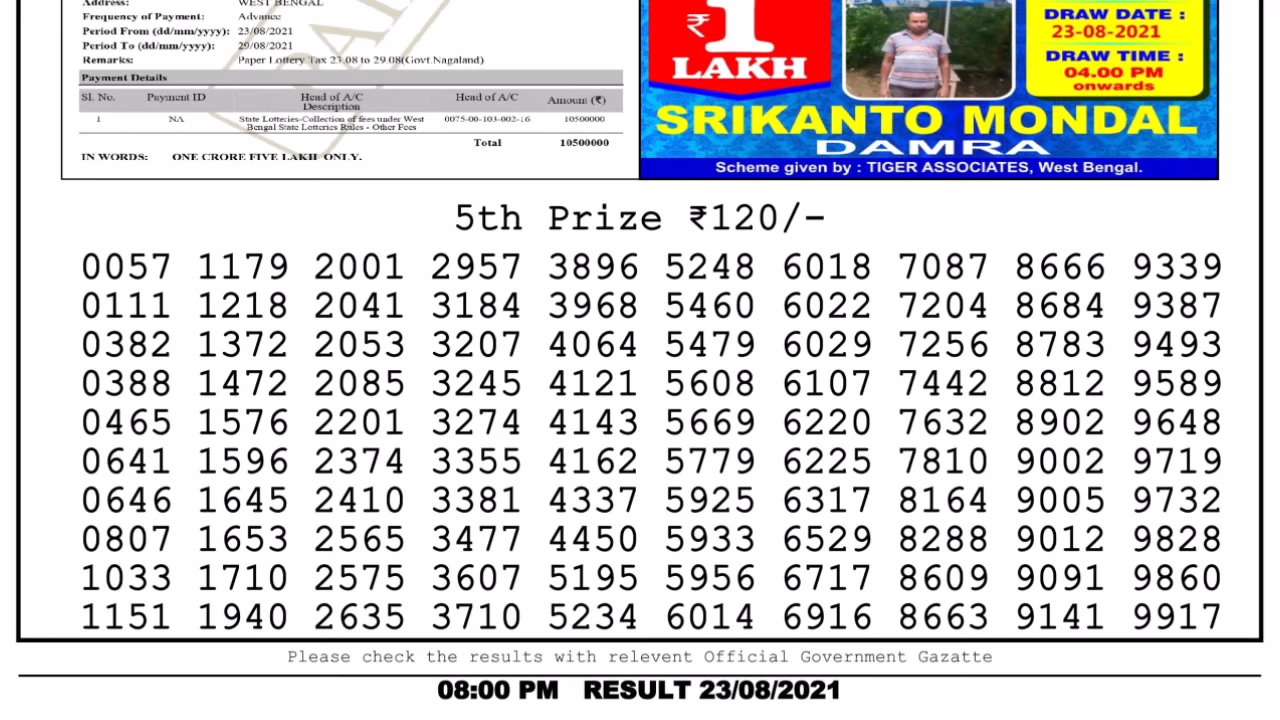 Address: WEST BENGAL
Frequency of Payment: Advance
Period From (dd/mm/yyyy): 23/08/2021
Period To (dd/mm/yyyy): 29/08/2021
Remarks: Paper Lottery Tax 23.08 to 29.08(Govt.Nagaland)
Payment Details
Sl. No. Payment ID Head of A/C Description Head of A/C Amount (₹)
1 NA State Lotteries-Collection of fees under West 0075-00-103-002-16 10500000
Bengal State Lotteries Rules - Other Fees
Total 10500000
IN WORDS: ONE CRORE FIVE LAKH ONLY.
₹1
LAKH
DRAW DATE :
23-08-2021
DRAW TIME :
04.00 PM
onwards
SRIKANTO MONDAL
DAMRA
Scheme given by : TIGER ASSOCIATES, West Bengal.
5th Prize ₹120/-
0057 1179 2001 2957 3896 5248 6018 7087 8666 9339
0111 1218 2041 3184 3968 5460 6022 7204 8684 9387
0382 1372 2053 3207 4064 5479 6029 7256 8783 9493
0388 1472 2085 3245 4121 5608 6107 7442 8812 9589
0465 1576 2201 3274 4143 5669 6220 7632 8902 9648
0641 1596 2374 3355 4162 5779 6225 7810 9002 9719
0646 1645 2410 3381 4337 5925 6317 8164 9005 9732
0807 1653 2565 3477 4450 5933 6529 8288 9012 9828
1033 1710 2575 3607 5195 5956 6717 8609 9091 9860
1151 1940 2635 3710 5234 6014 6916 8663 9141 9917
Please check the results with relevent Official Government Gazatte
08:00 PM RESULT 23/08/2021